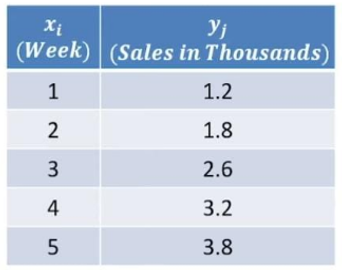 xᵢ yⱼ
(Week) (Sales in Thousands)
1 1.2
2 1.8
3 2.6
4 3.2
5 3.8